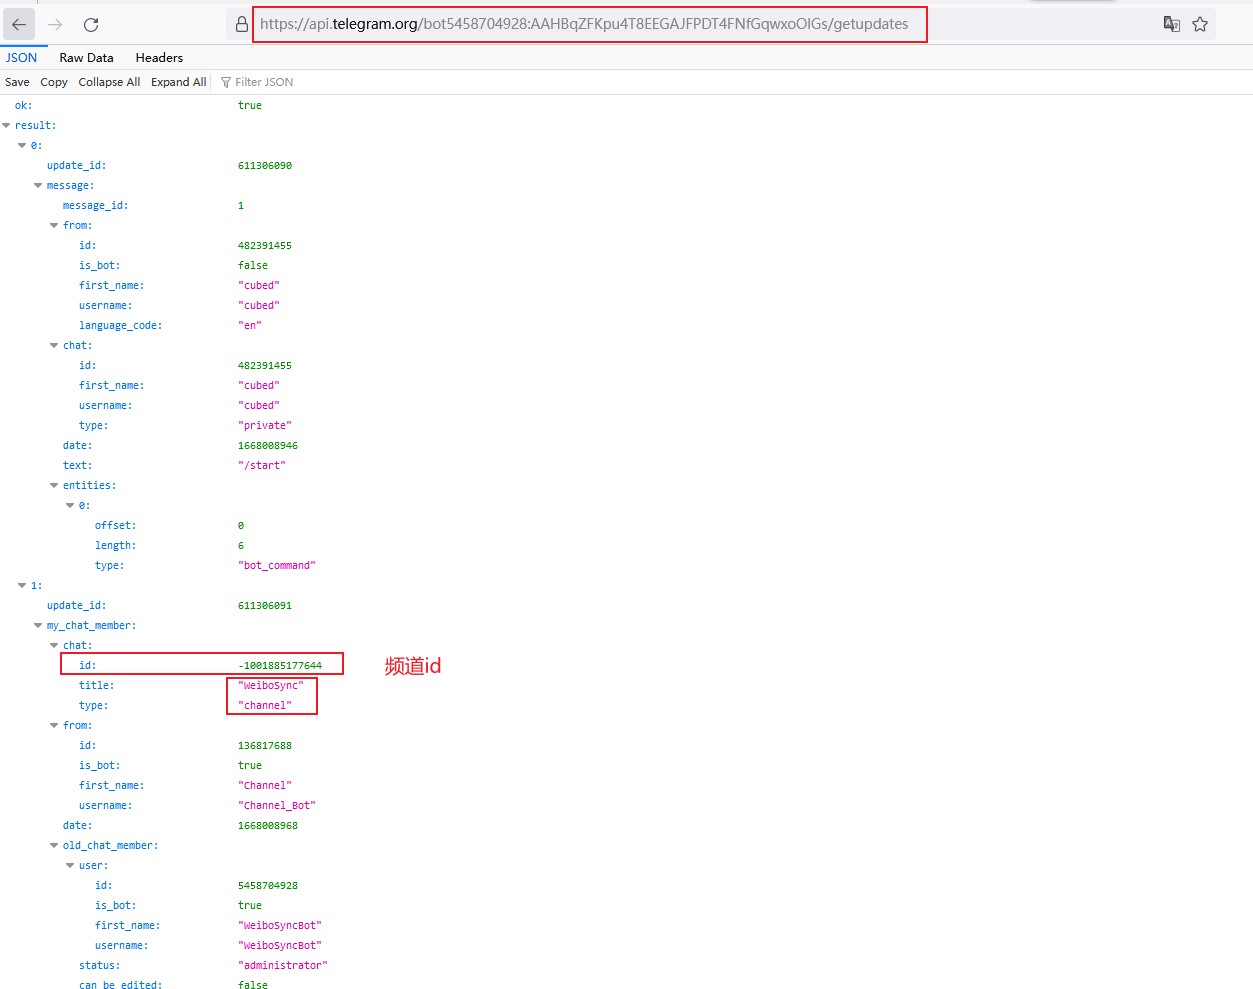 https://api.telegram.org/bot5458704928:AAHBqZFKpu4T8EEGAJFPDT4FNfGqwxoOIGs/getupdates
JSON Raw Data Headers
Save Copy Collapse All Expand All Filter JSON
ok: true
result:
0:
update_id: 611306090
message:
message_id: 1
from:
id: 482391455
is_bot: false
first_name: "cubed"
username: "cubed"
language_code: "en"
chat:
id: 482391455
first_name: "cubed"
username: "cubed"
type: "private"
date: 1668008946
text: "/start"
entities:
0:
offset: 0
length: 6
type: "bot_command"
1:
update_id: 611306091
my_chat_member:
chat:
id: -1001885177644 频道id
title: "WeiboSync"
type: "channel"
from:
id: 136817688
is_bot: true
first_name: "Channel"
username: "Channel_Bot"
date: 1668008968
old_chat_member:
user:
id: 5458704928
is_bot: true
first_name: "WeiboSyncBot"
username: "WeiboSyncBot"
status: "administrator"
can_be_edited: false